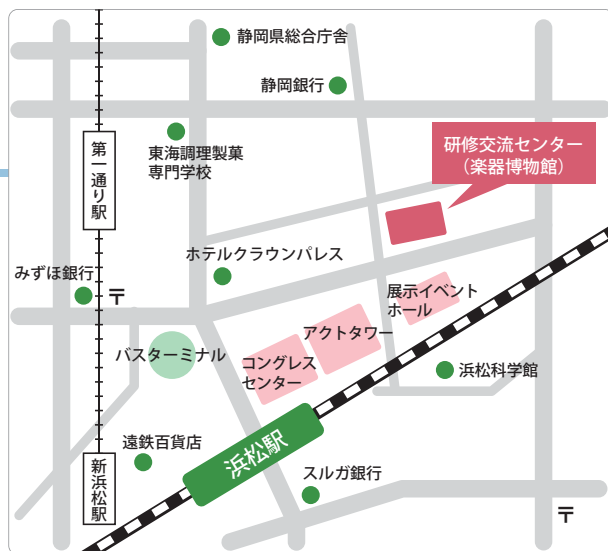 静岡県総合庁舎
静岡銀行
第一通り駅
東海調理製菓
専門学校
研修交流センター
（楽器博物館）
ホテルクラウンパレス
みずほ銀行
〒
展示イベント
ホール
アクトタワー
バスターミナル
コングレス
センター
浜松科学館
浜松駅
遠鉄百貨店
新浜松駅
スルガ銀行
〒